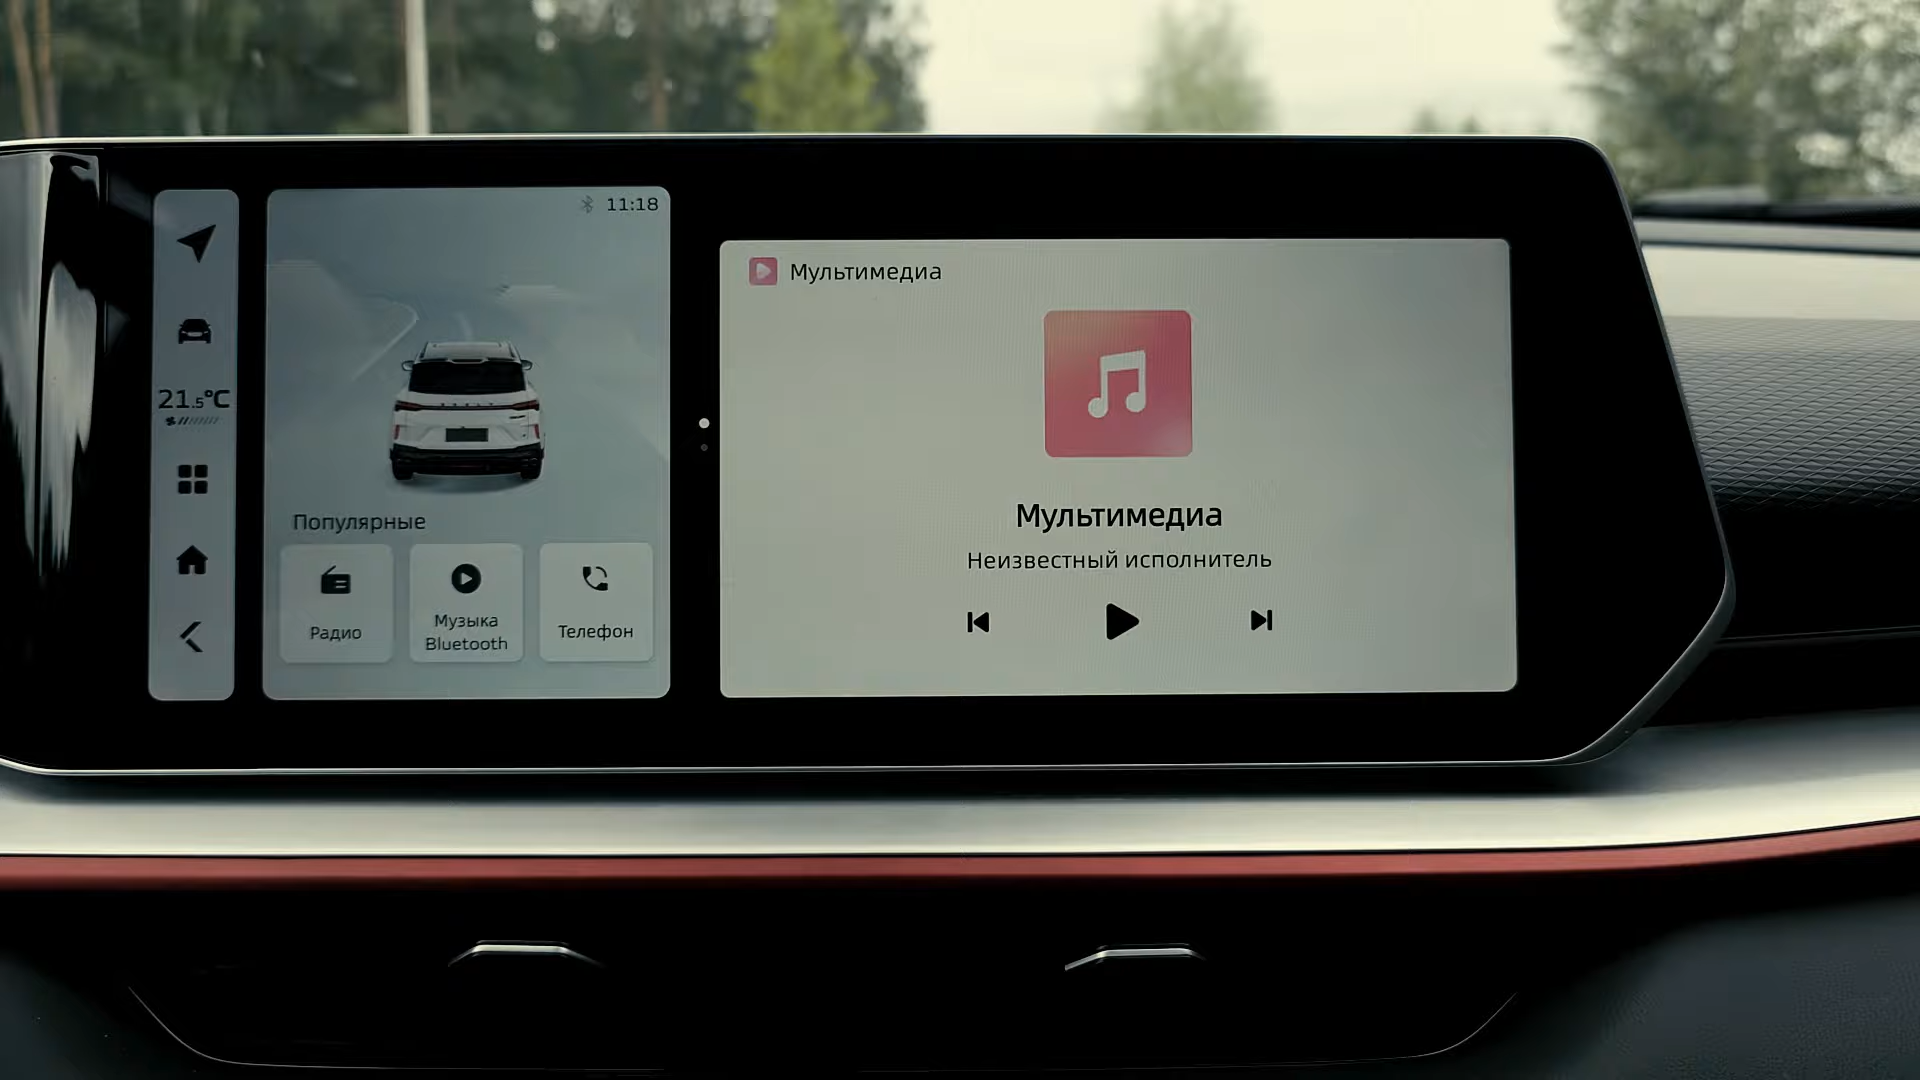 11:18
21.5°C
Популярные
Радио
Музыка
Bluetooth
Телефон
Мультимедиа
Мультимедиа
Неизвестный исполнитель